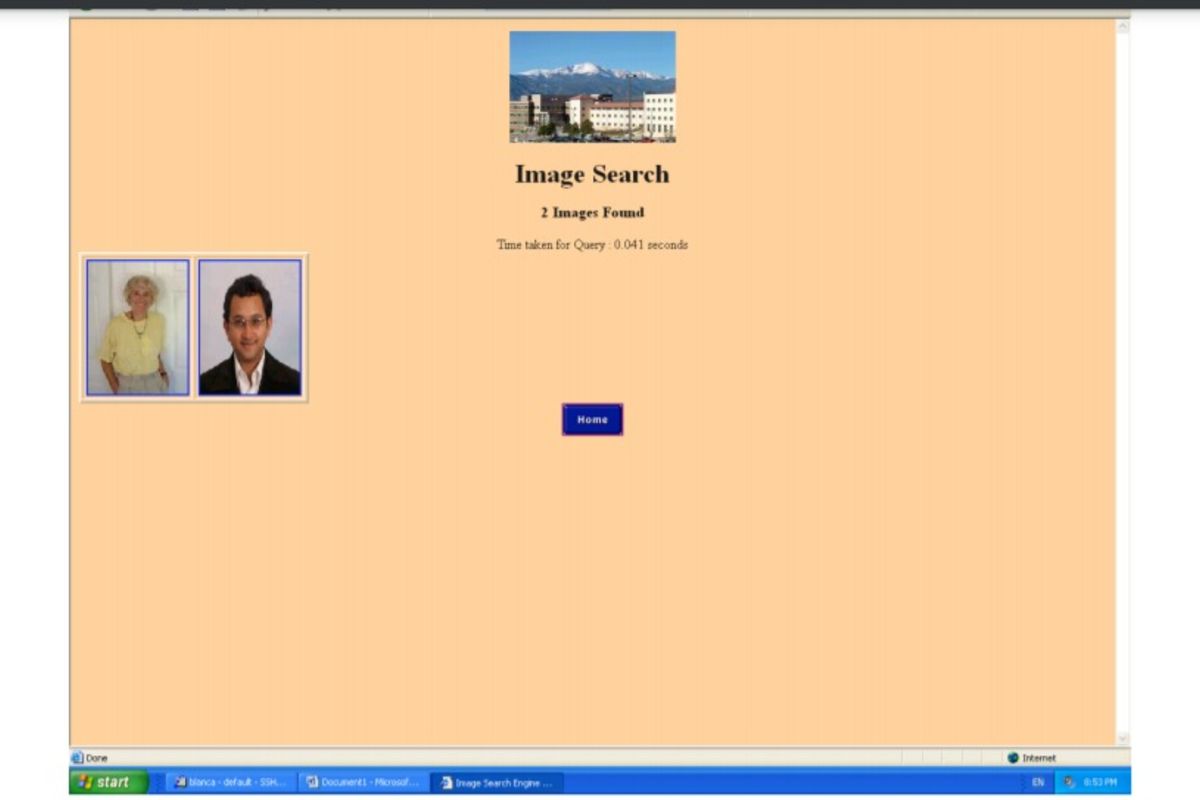 Image Search
2 Images Found
Time taken for Query : 0.041 seconds
Home
Done
Internet
start
blanca - default - SSH...
Document1 - Microsof...
Image Search Engine ...
EN
6:53 PM